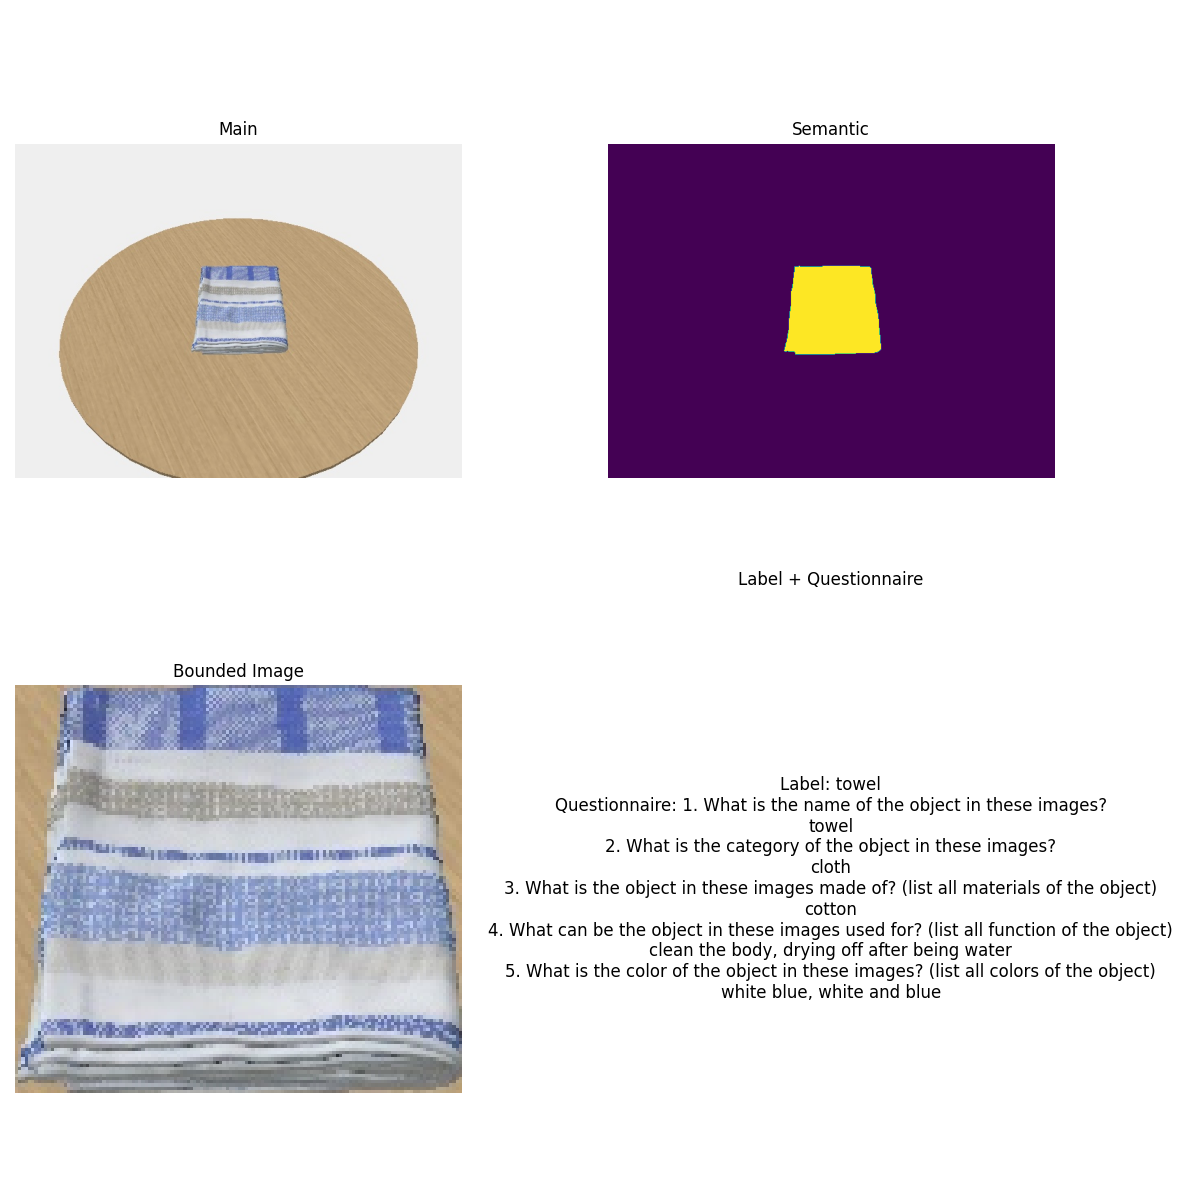 Main
Semantic
Label + Questionnaire
Bounded Image
Label: towel
Questionnaire: 1. What is the name of the object in these images?
towel
2. What is the category of the object in these images?
cloth
3. What is the object in these images made of? (list all materials of the object)
cotton
4. What can be the object in these images used for? (list all function of the object)
clean the body, drying off after being water
5. What is the color of the object in these images? (list all colors of the object)
white blue, white and blue